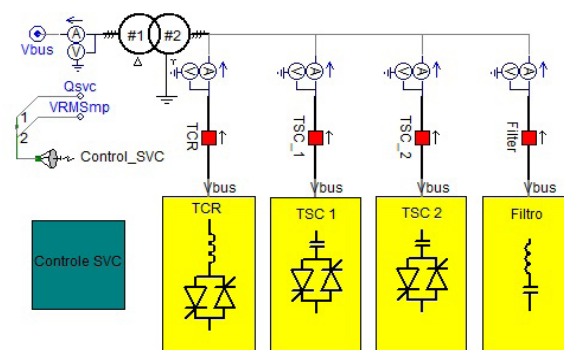 A
V
Vbus
#1
#2
Δ
Y
Qsvc
VRMSmp
1
2
Control_SVC
V
A
V
A
V
A
V
A
TCR
TSC_1
TSC_2
Filter
Vbus
Vbus
Vbus
Vbus
TCR
TSC 1
TSC 2
Filtro
Controle SVC